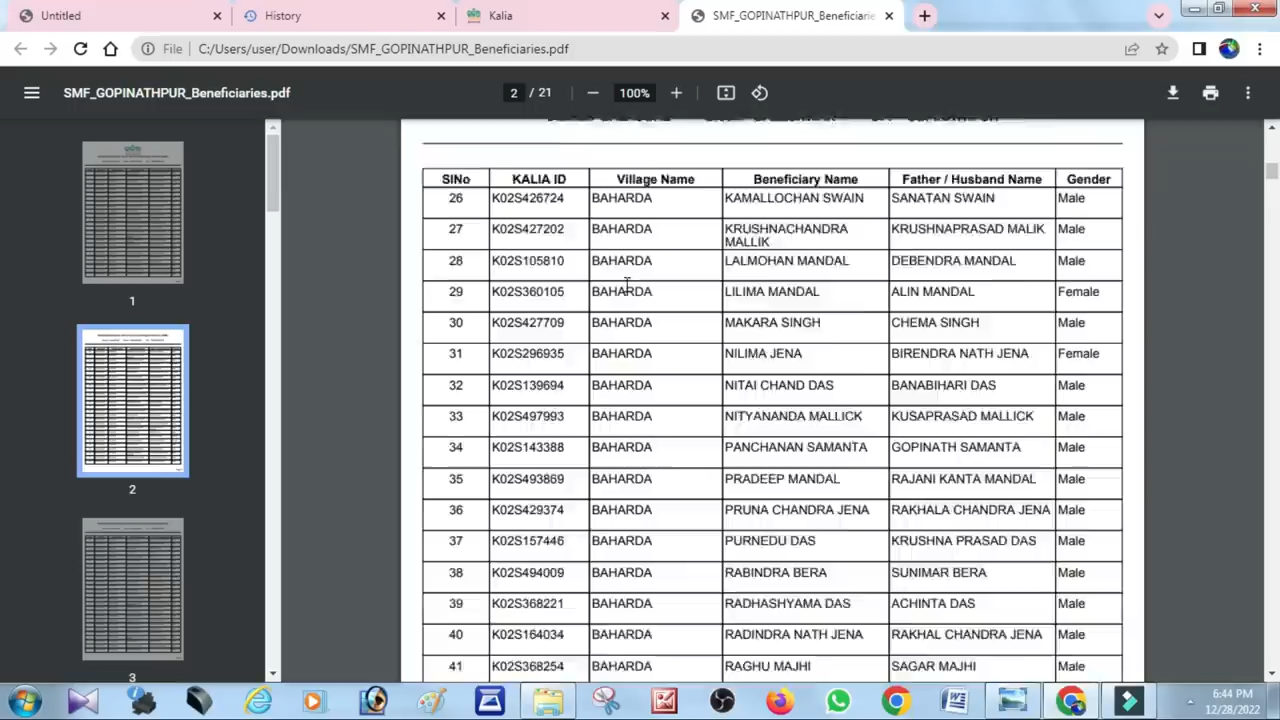 Untitled
History
Kalia
SMF_GOPINATHPUR_Beneficiarie
File C:/Users/user/Downloads/SMF_GOPINATHPUR_Beneficiaries.pdf
SMF_GOPINATHPUR_Beneficiaries.pdf
2 / 21
100%
SlNo KALIA ID Village Name Beneficiary Name Father / Husband Name Gender
26 K02S426724 BAHARDA KAMALLOCHAN SWAIN SANATAN SWAIN Male
27 K02S427202 BAHARDA KRUSHNACHANDRA KRUSHNAPRASAD MALIK Male
MALLIK
28 K02S105810 BAHARDA LALMOHAN MANDAL DEBENDRA MANDAL Male
29 K02S360105 BAHARDA LILIMA MANDAL ALIN MANDAL Female
30 K02S427709 BAHARDA MAKARA SINGH CHEMA SINGH Male
31 K02S296935 BAHARDA NILIMA JENA BIRENDRA NATH JENA Female
32 K02S139694 BAHARDA NITAI CHAND DAS BANABIHARI DAS Male
33 K02S497993 BAHARDA NITYANANDA MALLICK KUSAPRASAD MALLICK Male
34 K02S143388 BAHARDA PANCHANAN SAMANTA GOPINATH SAMANTA Male
35 K02S493869 BAHARDA PRADEEP MANDAL RAJANI KANTA MANDAL Male
36 K02S429374 BAHARDA PRUNA CHANDRA JENA RAKHALA CHANDRA JENA Male
37 K02S157446 BAHARDA PURNEDU DAS KRUSHNA PRASAD DAS Male
38 K02S494009 BAHARDA RABINDRA BERA SUNIMAR BERA Male
39 K02S368221 BAHARDA RADHASHYAMA DAS ACHINTA DAS Male
40 K02S164034 BAHARDA RADINDRA NATH JENA RAKHAL CHANDRA JENA Male
41 K02S368254 BAHARDA RAGHU MAJHI SAGAR MAJHI Male
1
2
3
6:44 PM
12/28/2022